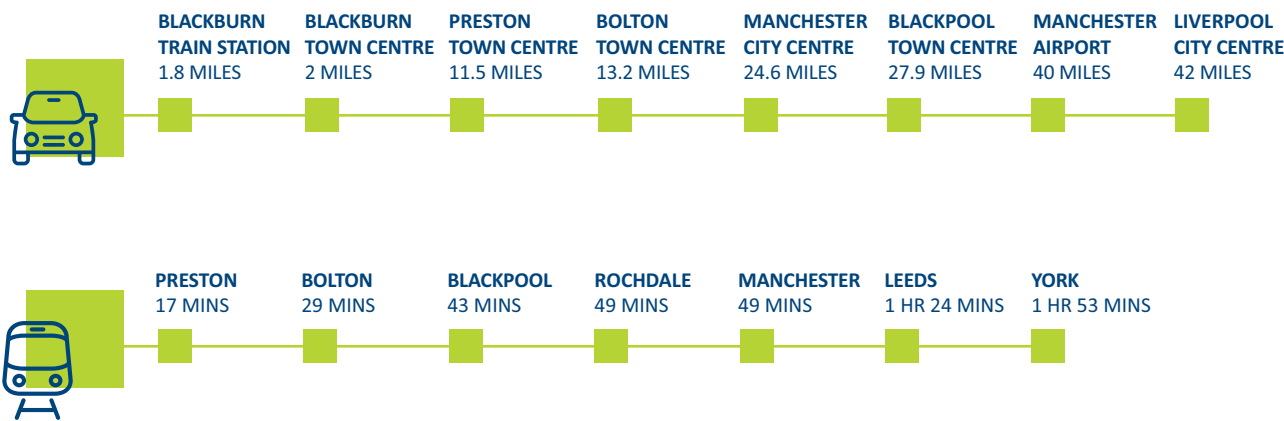 BLACKBURN
TRAIN STATION
1.8 MILES
BLACKBURN
TOWN CENTRE
2 MILES
PRESTON
TOWN CENTRE
11.5 MILES
BOLTON
TOWN CENTRE
13.2 MILES
MANCHESTER
CITY CENTRE
24.6 MILES
BLACKPOOL
TOWN CENTRE
27.9 MILES
MANCHESTER
AIRPORT
40 MILES
LIVERPOOL
CITY CENTRE
42 MILES
PRESTON
17 MINS
BOLTON
29 MINS
BLACKPOOL
43 MINS
ROCHDALE
49 MINS
MANCHESTER
49 MINS
LEEDS
1 HR 24 MINS
YORK
1 HR 53 MINS